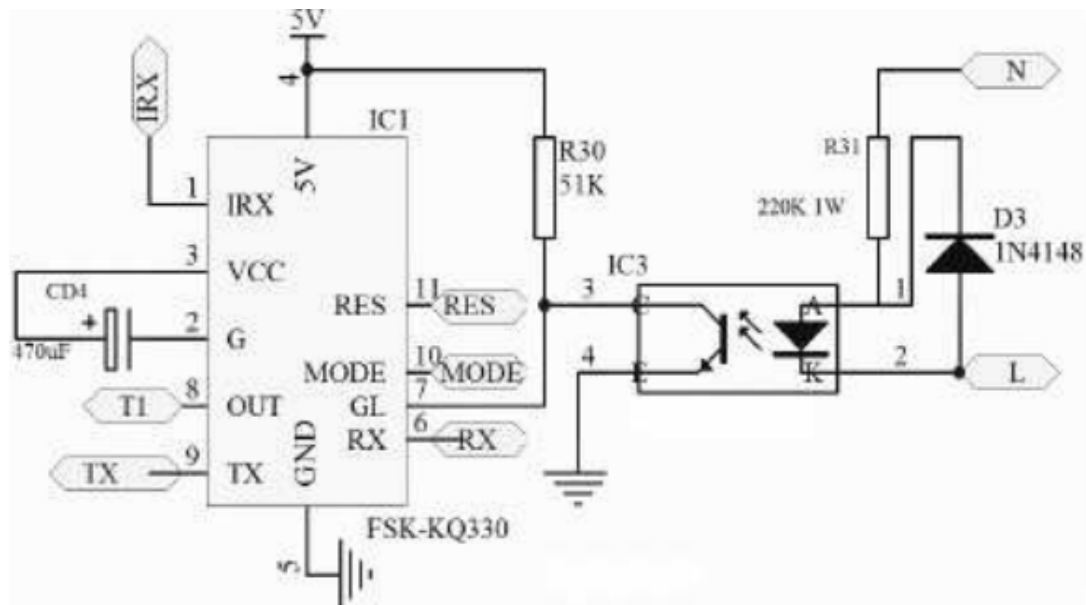 5V
4
N
IRX
IC1
5V
R30
51K
R31
220K 1W
1
IRX
D3
1N4148
3
VCC
CD4
+
470uF
2
G
IC3
3
C
A
1
RES
11
RES
4
E
K
2
L
MODE
10
MODE
T1
8
OUT
GL
7
RX
6
RX
TX
9
TX
GND
FSK-KQ330
5